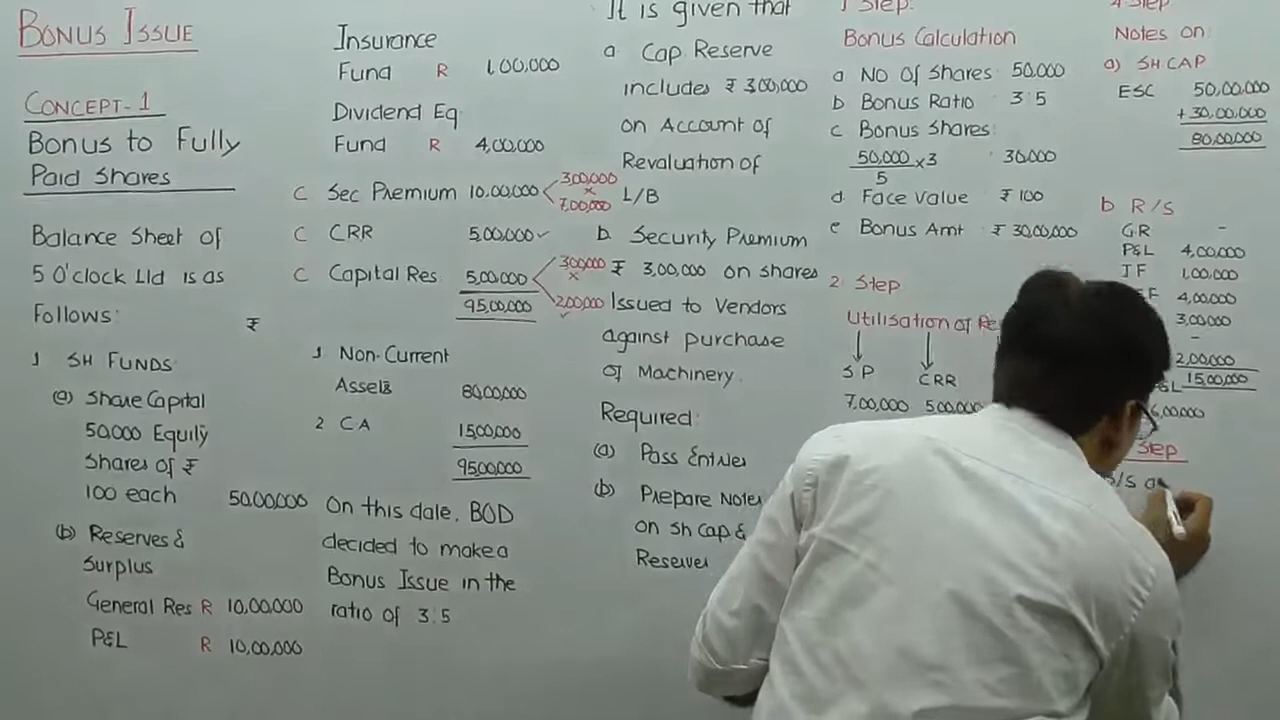 BONUS ISSUE
CONCEPT-1
Bonus to Fully
Paid Shares
Balance Sheet of
5 O'clock Ltd is as
Follows:
₹
1 SH FUNDS
(a) Share Capital
50,000 Equity
Shares of ₹
100 each 50,00,000
(b) Reserves &
Surplus
General Res R 10,00,000
P&L R 10,00,000
Insurance
Fund R 1,00,000
Dividend Eq
Fund R 4,00,000
C Sec Premium 10,00,000 3,00,000 ×
7,00,000
C CRR 5,00,000 ✓
C Capital Res 5,00,000 3,00,000 ×
95,00,000 2,00,000 ✓
1 Non-Current
Assets 80,00,000
2 CA 15,00,000
95,00,000
On this date, BOD
decided to make a
Bonus Issue in the
ratio of 3:5
It is given that
a Cap Reserve
includes ₹ 3,00,000
on Account of
Revaluation of
L/B
b. Security Premium
₹ 3,00,000 on shares
Issued to Vendors
against purchase
of Machinery.
Required:
(a) Pass Entries
(b) Prepare Notes
on Sh Cap &
Reserves
1 Step:
Bonus Calculation
a No Of Shares 50,000
b Bonus Ratio 3:5
c Bonus Shares:
50,000 × 3 30,000
5
d. Face Value ₹ 100
e Bonus Amt ₹ 30,00,000
2 Step
Utilisation of
SP CRR
7,00,000 5,00,000
4 Step
Notes on
a) SH CAP
ESC 50,00,000
+30,00,000
80,00,000
b R/S
GR -
P&L 4,00,000
IF 1,00,000
4,00,000
3,00,000
-
2,00,000
15,00,000
Step